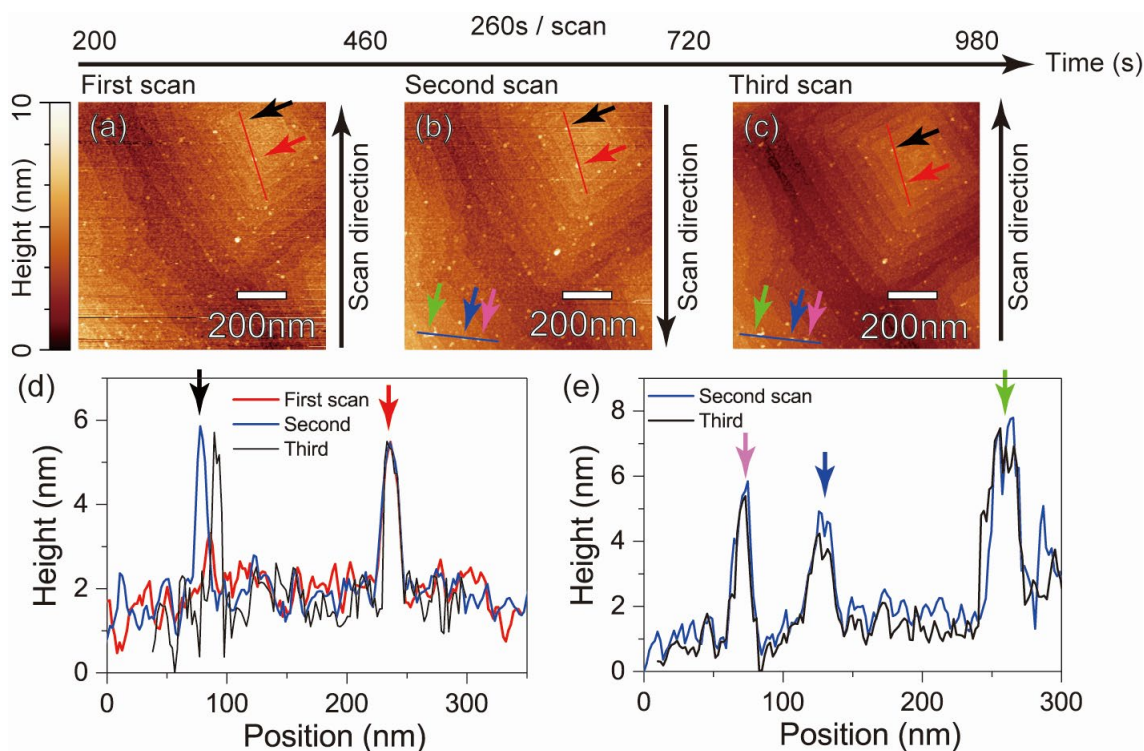 260s / scan
200 460 720 980
Time (s)
First scan Second scan Third scan
10
Height (nm)
0
(a)
200nm
Scan direction
(b)
200nm
Scan direction
(c)
200nm
Scan direction
(d)
First scan
Second
Third
6
4
2
0
Height (nm)
0 100 200 300
Position (nm)
(e)
Second scan
Third
8
6
4
2
0
Height (nm)
0 50 100 150 200 250 300
Position (nm)